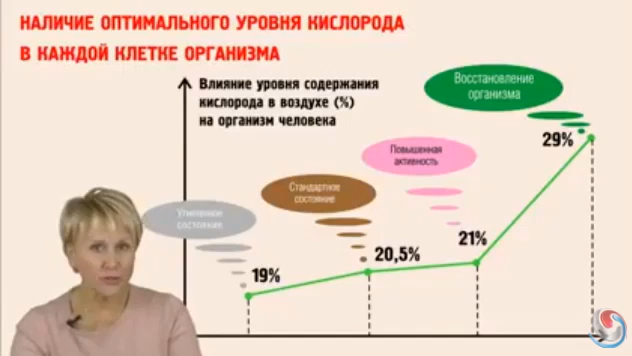 НАЛИЧИЕ ОПТИМАЛЬНОГО УРОВНЯ КИСЛОРОДА
В КАЖДОЙ КЛЕТКЕ ОРГАНИЗМА
Влияние уровня содержания
кислорода в воздухе (%)
на организм человека
Восстановление
организма
29%
Повышенная
активность
21%
Стандартное
состояние
20,5%
Угнетенное
состояние
19%